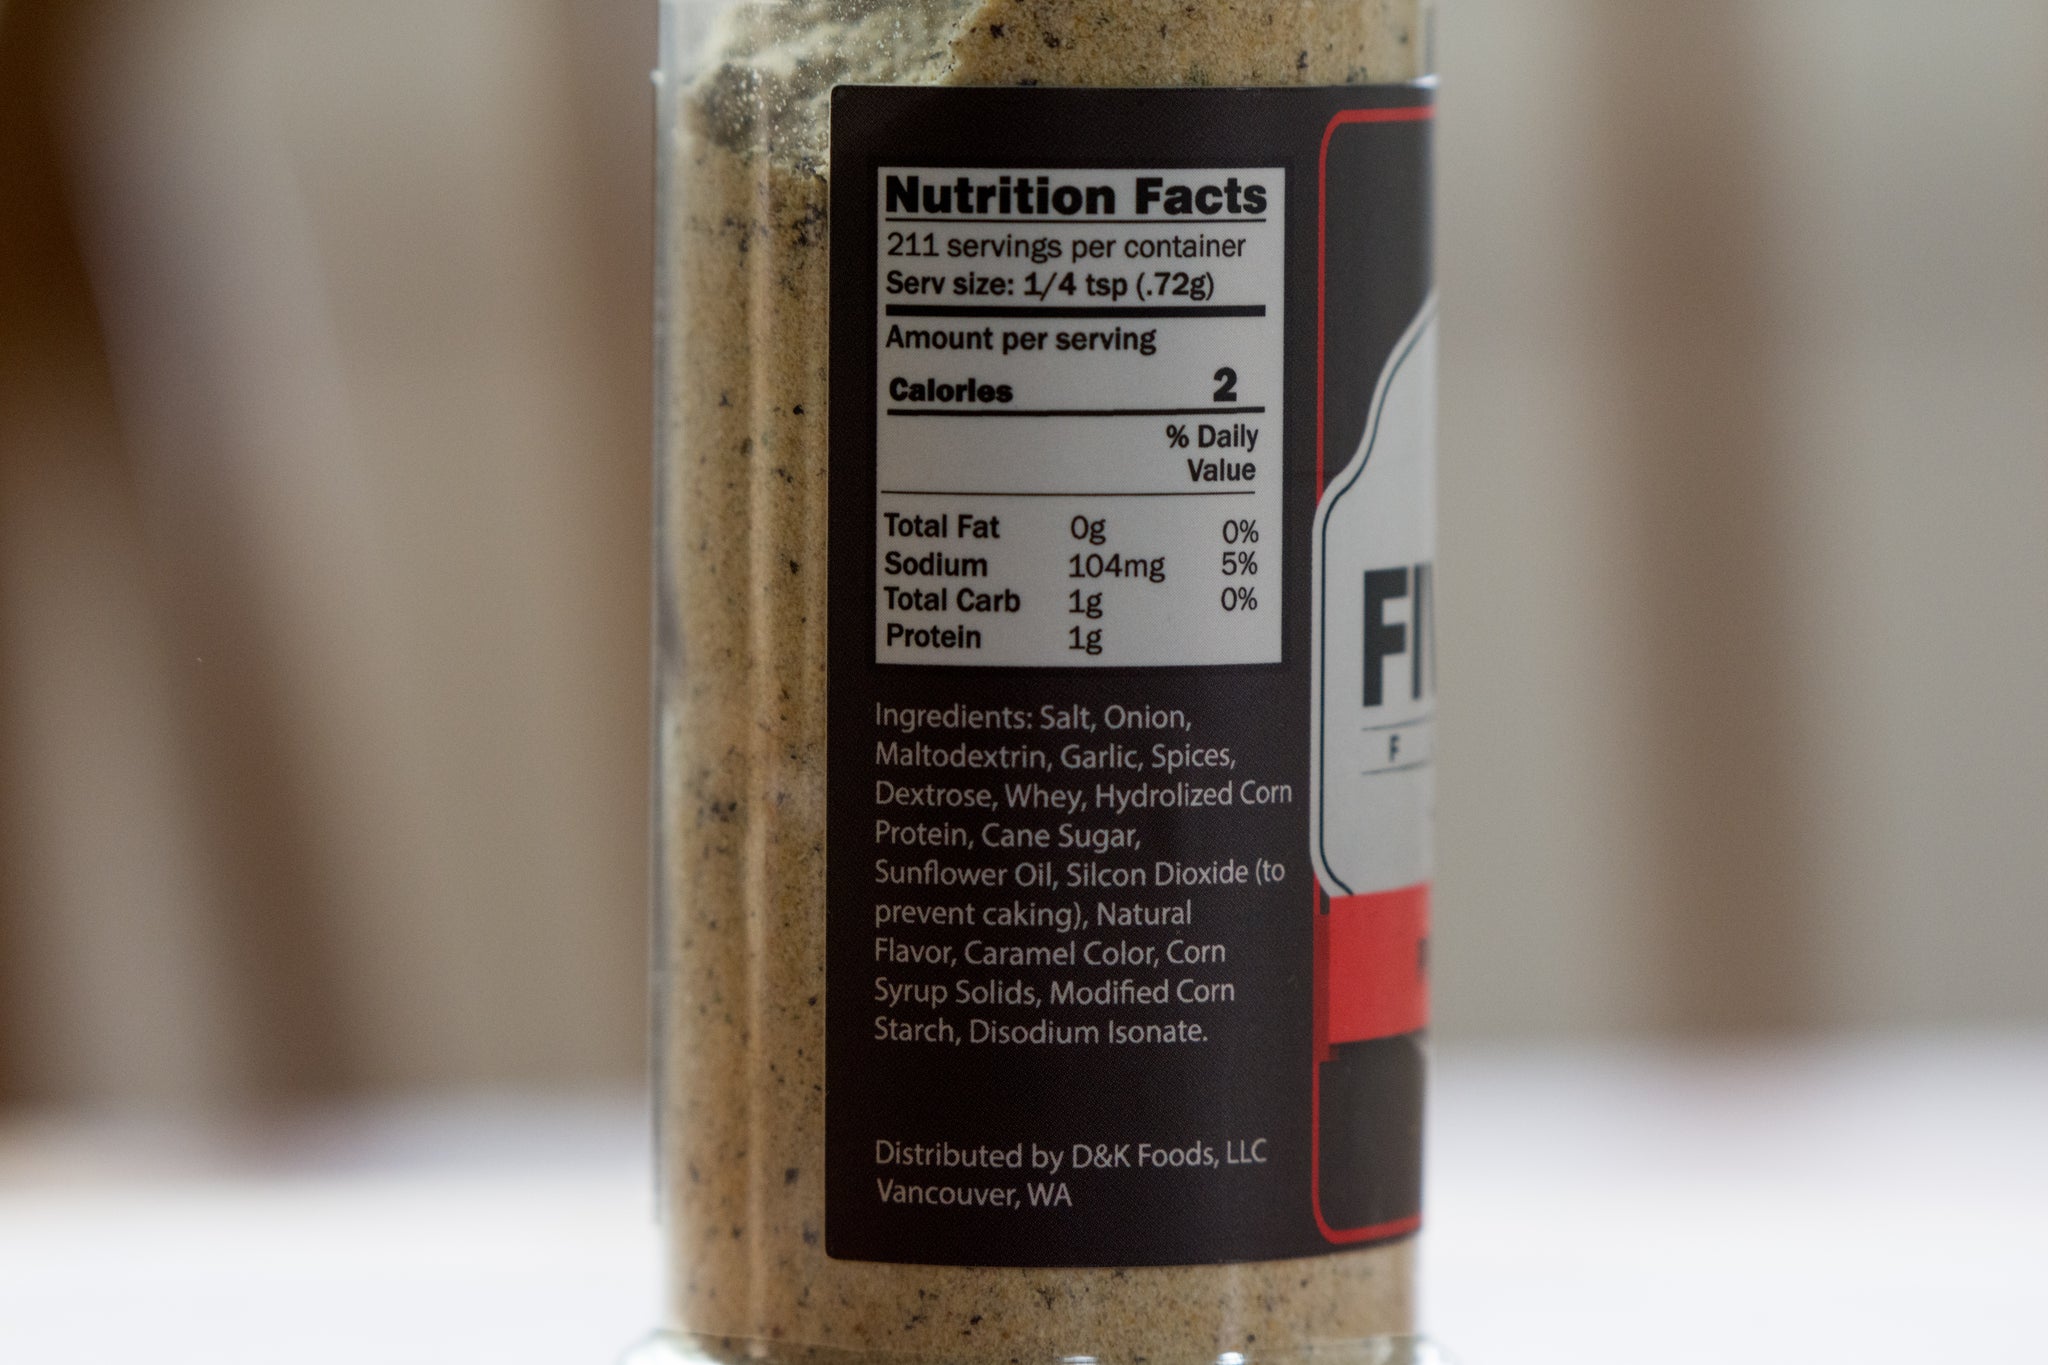 Nutrition Facts
211 servings per container
Serv size: 1/4 tsp (.72g)
Amount per serving
Calories 2
% Daily
Value
Total Fat 0g 0%
Sodium 104mg 5%
Total Carb 1g 0%
Protein 1g
Ingredients: Salt, Onion,
Maltodextrin, Garlic, Spices,
Dextrose, Whey, Hydrolized Corn
Protein, Cane Sugar,
Sunflower Oil, Silcon Dioxide (to
prevent caking), Natural
Flavor, Caramel Color, Corn
Syrup Solids, Modified Corn
Starch, Disodium Isonate.
Distributed by D&K Foods, LLC
Vancouver, WA